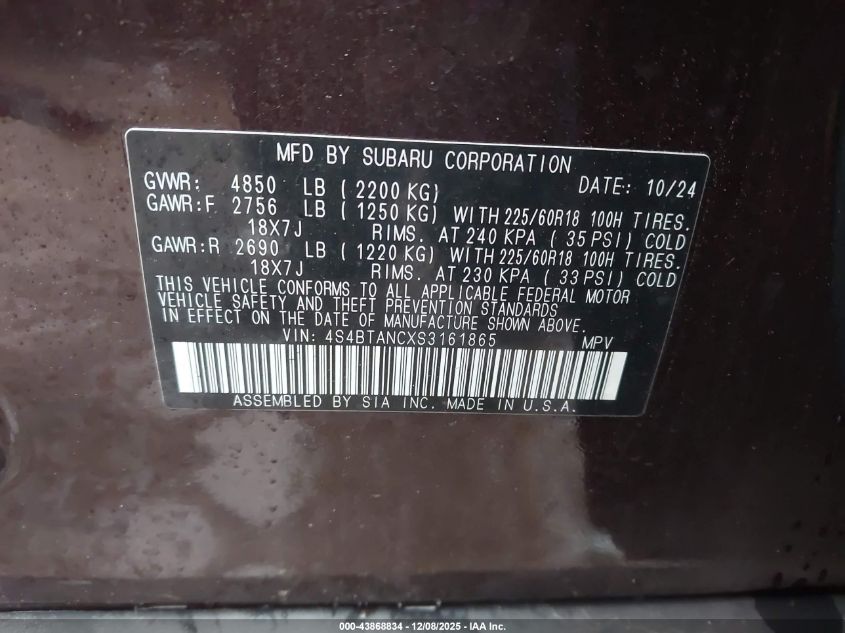 MFD BY SUBARU CORPORATION
GVWR: 4850 LB ( 2200 KG) DATE: 10/24
GAWR:F 2756 LB ( 1250 KG) WITH 225/60R18 100H TIRES.
18X7J RIMS. AT 240 KPA ( 35 PSI) COLD
GAWR:R 2690 LB ( 1220 KG) WITH 225/60R18 100H TIRES.
18X7J RIMS. AT 230 KPA ( 33 PSI) COLD
THIS VEHICLE CONFORMS TO ALL APPLICABLE FEDERAL MOTOR
VEHICLE SAFETY AND THEFT PREVENTION STANDARDS
IN EFFECT ON THE DATE OF MANUFACTURE SHOWN ABOVE.
VIN: 4S4BTANCXS3161865 MPV
ASSEMBLED BY SIA INC. MADE IN U.S.A.
000-43868834 - 12/08/2025 - IAA Inc.